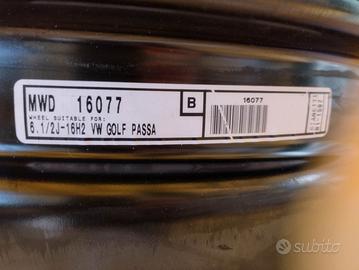 MWD 16077
B
16077
WHEEL SUITABLE FOR:
6.1/2J-16H2 VW GOLF PASSA
subito